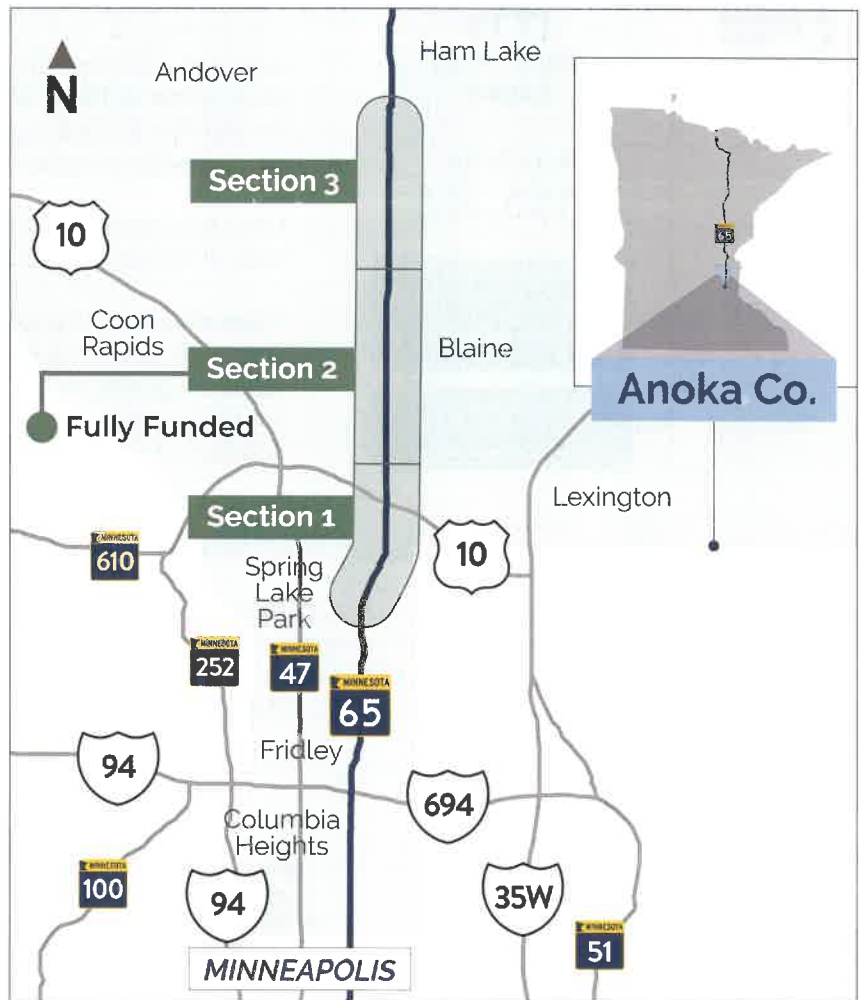 N
Andover
Ham Lake
Section 3
10
65
Coon
Rapids
Section 2
Blaine
Anoka Co.
Fully Funded
Lexington
Section 1
MINNESOTA
610
10
Spring
Lake
Park
MINNESOTA
252
MINNESOTA
47
MINNESOTA
65
Fridley
94
694
Columbia
Heights
MINNESOTA
100
94
35W
MINNESOTA
51
MINNEAPOLIS